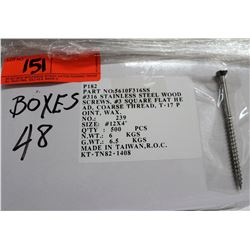 151
BOXES
48
P182
PART NO:5610F316SS
#316 STAINLESS STEEL WOOD
SCREWS, #3 SQUARE FLAT HE
AD, COARSE THREAD, T-17 P
OINT, WAX.
NO.: 239
SIZE: #12X4"
Q'TY : 500 PCS
N.WT: 6 KGS
G.WT: 6.5 KGS
MADE IN TAIWAN,R.O.C.
KT-TN82-1408